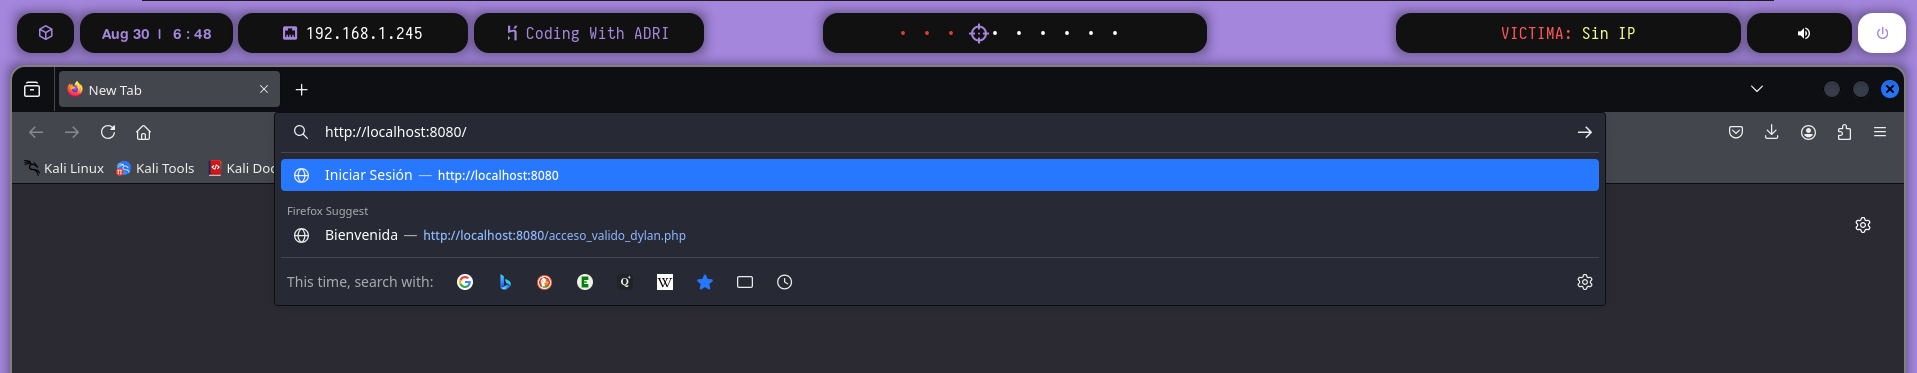 Aug 30 | 6 : 48
192.168.1.245
Coding With ADRI
VICTIMA: Sin IP
New Tab
http://localhost:8080/
Kali Linux
Kali Tools
Kali Doc
Iniciar Sesión — http://localhost:8080
Firefox Suggest
Bienvenida — http://localhost:8080/acceso_valido_dylan.php
This time, search with: